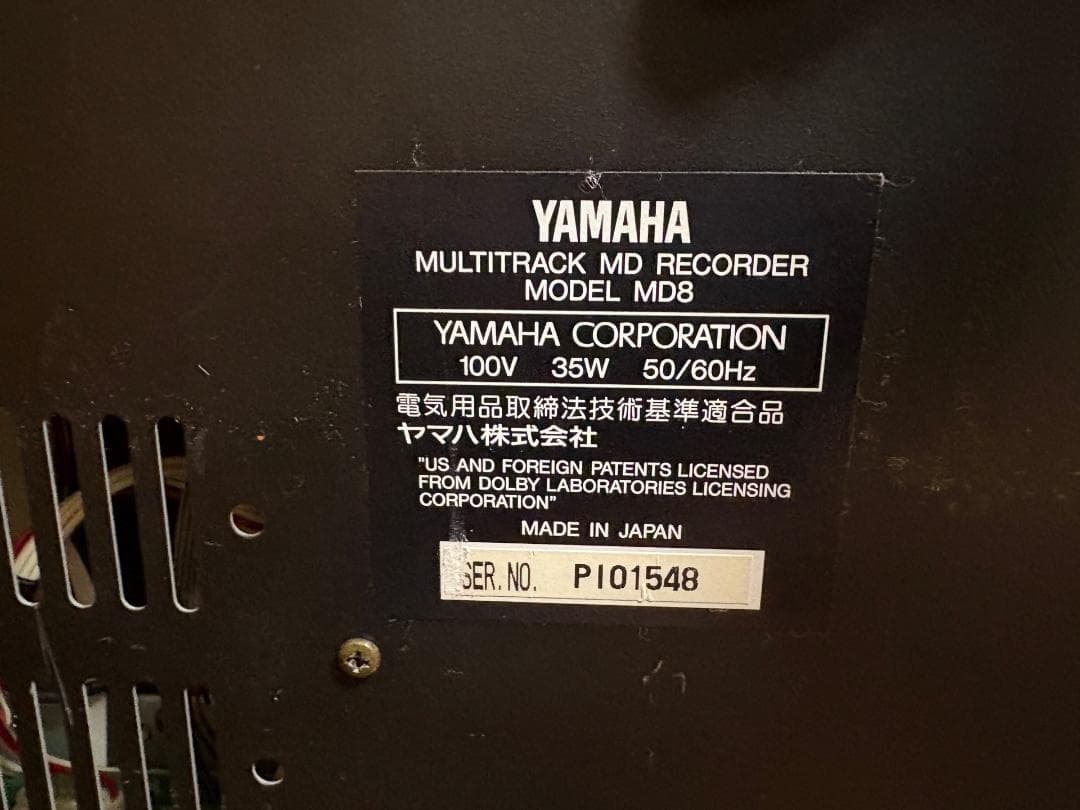 YAMAHA
MULTITRACK MD RECORDER
MODEL MD8
YAMAHA CORPORATION
100V 35W 50/60Hz
電気用品取締法技術基準適合品
ヤマハ株式会社
"US AND FOREIGN PATENTS LICENSED
FROM DOLBY LABORATORIES LICENSING
CORPORATION"
MADE IN JAPAN
SER. NO. PI01548